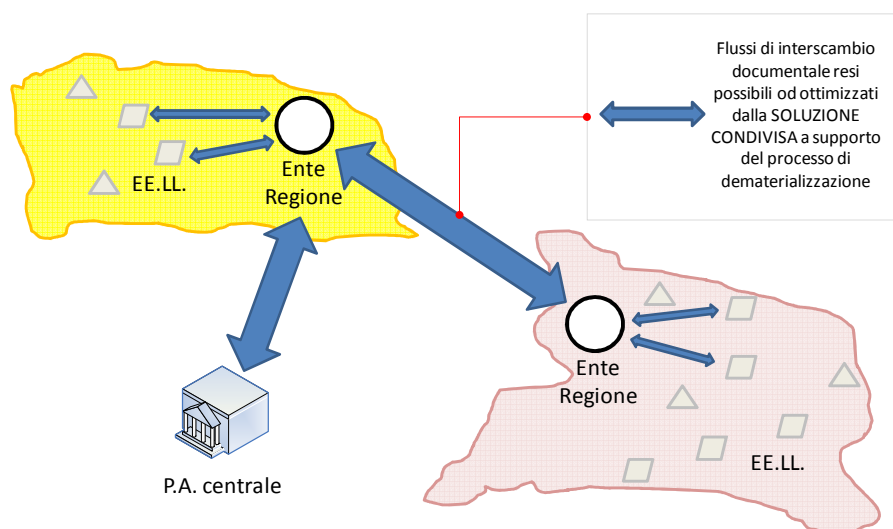 Flussi di interscambio
documentale resi
possibili od ottimizzati
dalla SOLUZIONE
CONDIVISA a supporto
del processo di
dematerializzazione
Ente
Regione
EE.LL.
Ente
Regione
EE.LL.
P.A. centrale